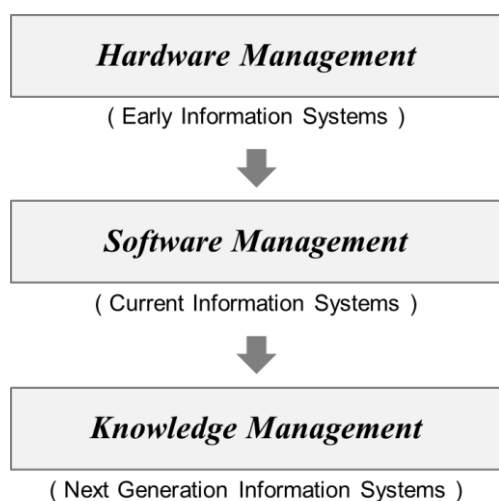 Hardware Management
( Early Information Systems )
Software Management
( Current Information Systems )
Knowledge Management
( Next Generation Information Systems )